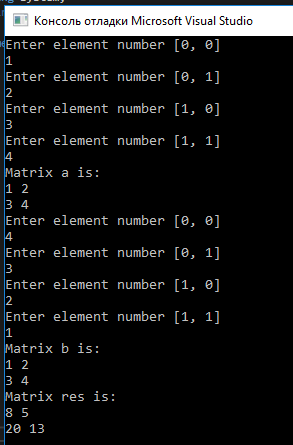 Консоль отладки Microsoft Visual Studio
Enter element number [0, 0]
1
Enter element number [0, 1]
2
Enter element number [1, 0]
3
Enter element number [1, 1]
4
Matrix a is:
1 2
3 4
Enter element number [0, 0]
4
Enter element number [0, 1]
3
Enter element number [1, 0]
2
Enter element number [1, 1]
1
Matrix b is:
1 2
3 4
Matrix res is:
8 5
20 13